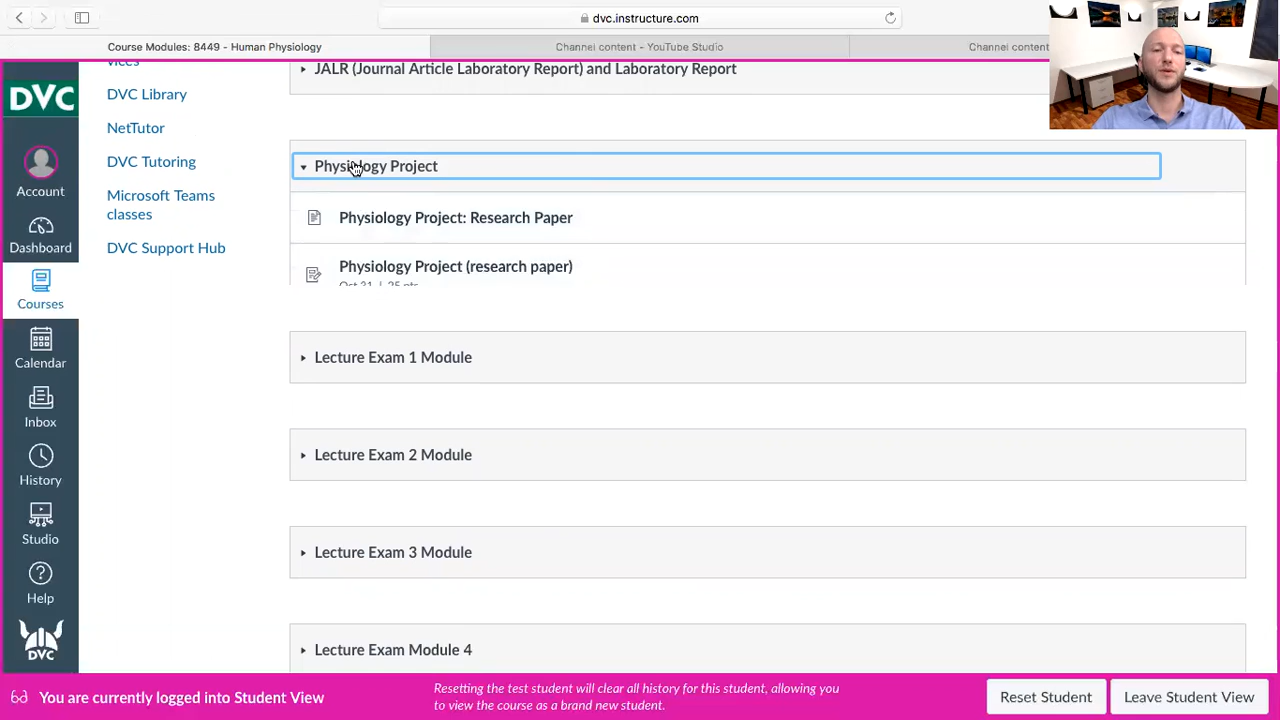 dvc.instructure.com
Course Modules: 8449 - Human Physiology
Channel content - YouTube Studio
Channel content
vices
JALR (Journal Article Laboratory Report) and Laboratory Report
DVC
DVC Library
NetTutor
DVC Tutoring
Microsoft Teams
classes
DVC Support Hub
Account
Dashboard
Courses
Calendar
Inbox
History
Studio
Help
DVC
Physiology Project
Physiology Project: Research Paper
Physiology Project (research paper)
Oct 31 | 25 pts
Lecture Exam 1 Module
Lecture Exam 2 Module
Lecture Exam 3 Module
Lecture Exam Module 4
You are currently logged into Student View
Resetting the test student will clear all history for this student, allowing you
to view the course as a brand new student.
Reset Student
Leave Student View